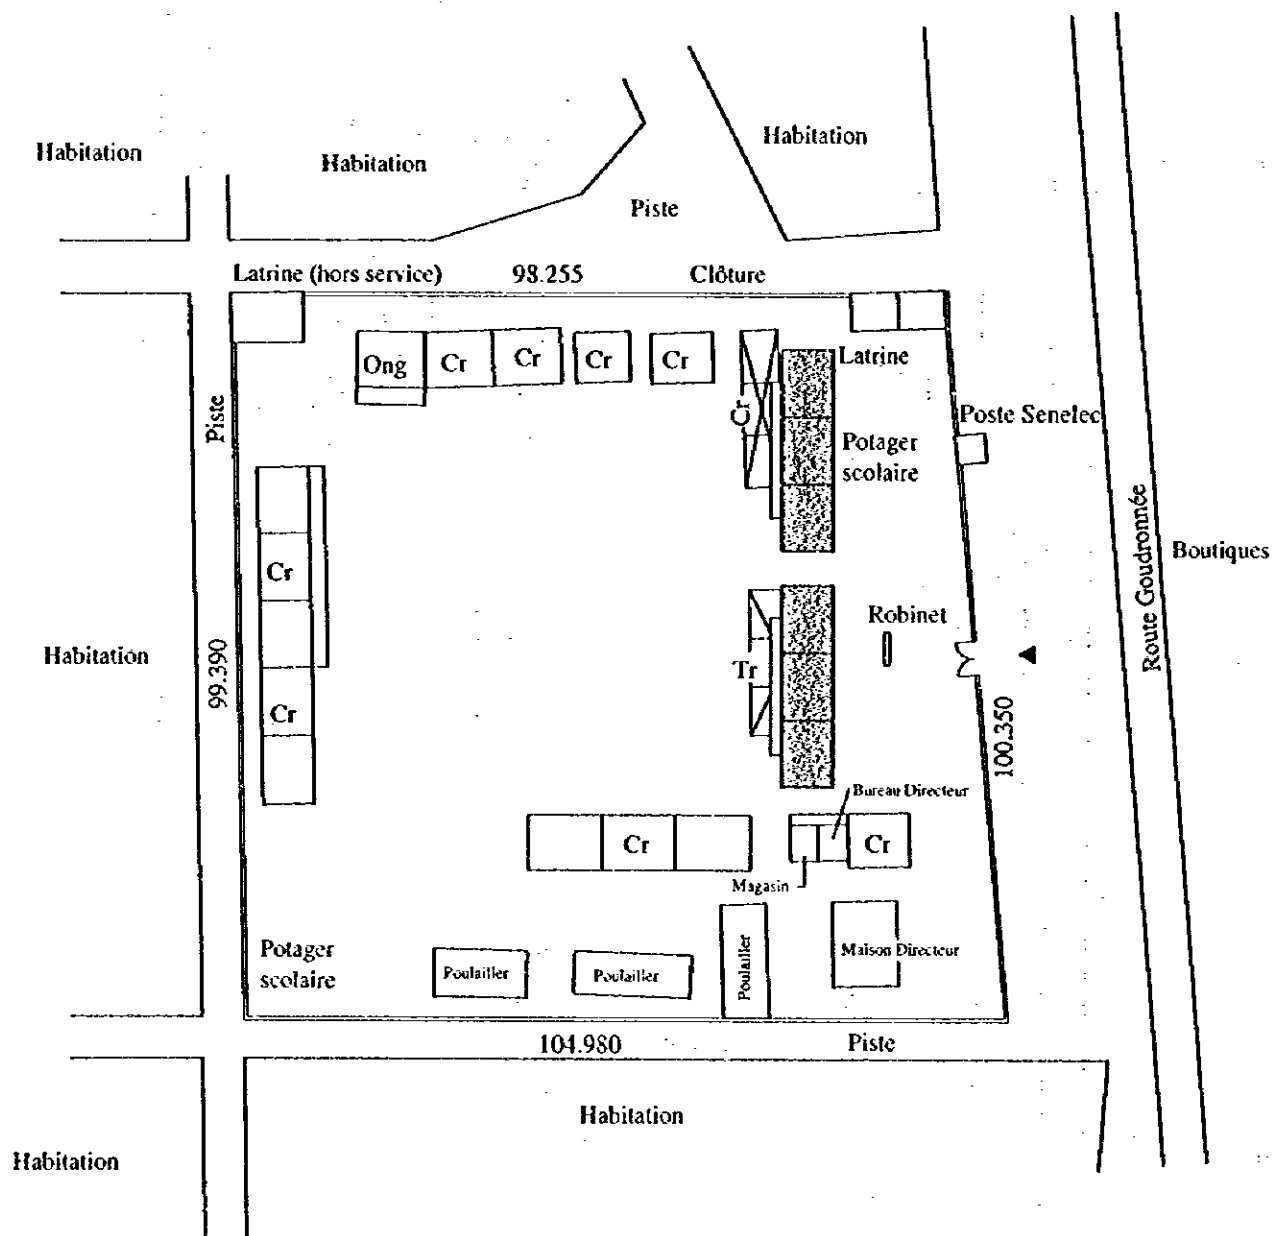 Habitation
Habitation
Habitation
Piste
Latrine (hors service)
98.255
Clôture
Ong
Cr
Cr
Cr
Cr
Cr
Latrine
Piste
Poste Senelec
Potager
scolaire
Route Goudronnée
Boutiques
Cr
Robinet
Habitation
99.390
Tr
Cr
100.350
Bureau Directeur
Cr
Cr
Magasin
Potager
scolaire
Poulailler
Poulailler
Poulailler
Maison Directeur
104.980
Piste
Habitation
Habitation